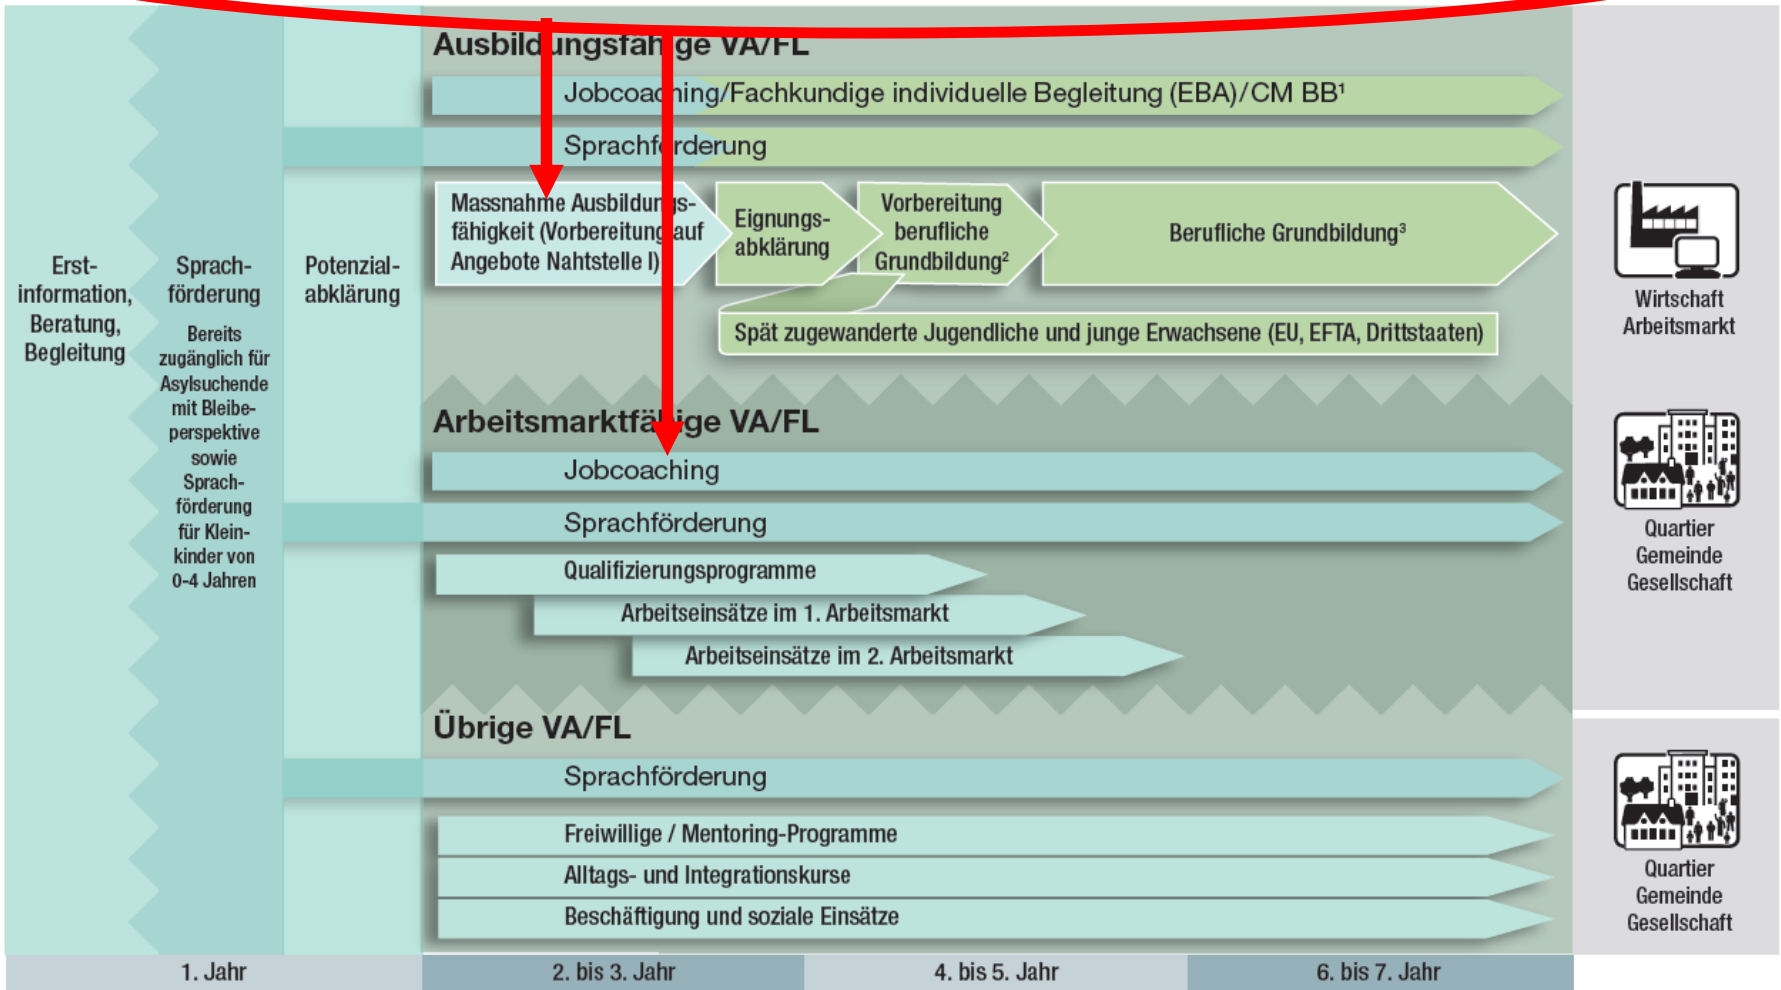 Ausbildungsfähige VA/FL
Jobcoaching/Fachkundige individuelle Begleitung (EBA)/CM BB¹
Sprachförderung
Massnahme Ausbildungs-
fähigkeit (Vorbereitung auf
Angebote Nahtstelle I)
Eignungs-
abklärung
Vorbereitung
berufliche
Grundbildung²
Berufliche Grundbildung³
Spät zugewanderte Jugendliche und junge Erwachsene (EU, EFTA, Drittstaaten)
Erst-
information,
Beratung,
Begleitung
Sprach-
förderung
Bereits
zugänglich für
Asylsuchende
mit Bleibe-
perspektive
sowie
Sprach-
förderung
für Klein-
kinder von
0-4 Jahren
Potenzial-
abklärung
Arbeitsmarktfähige VA/FL
Jobcoaching
Sprachförderung
Qualifizierungsprogramme
Arbeitseinsätze im 1. Arbeitsmarkt
Arbeitseinsätze im 2. Arbeitsmarkt
Übrige VA/FL
Sprachförderung
Freiwillige / Mentoring-Programme
Alltags- und Integrationskurse
Beschäftigung und soziale Einsätze
Wirtschaft
Arbeitsmarkt
Quartier
Gemeinde
Gesellschaft
Quartier
Gemeinde
Gesellschaft
1. Jahr
2. bis 3. Jahr
4. bis 5. Jahr
6. bis 7. Jahr